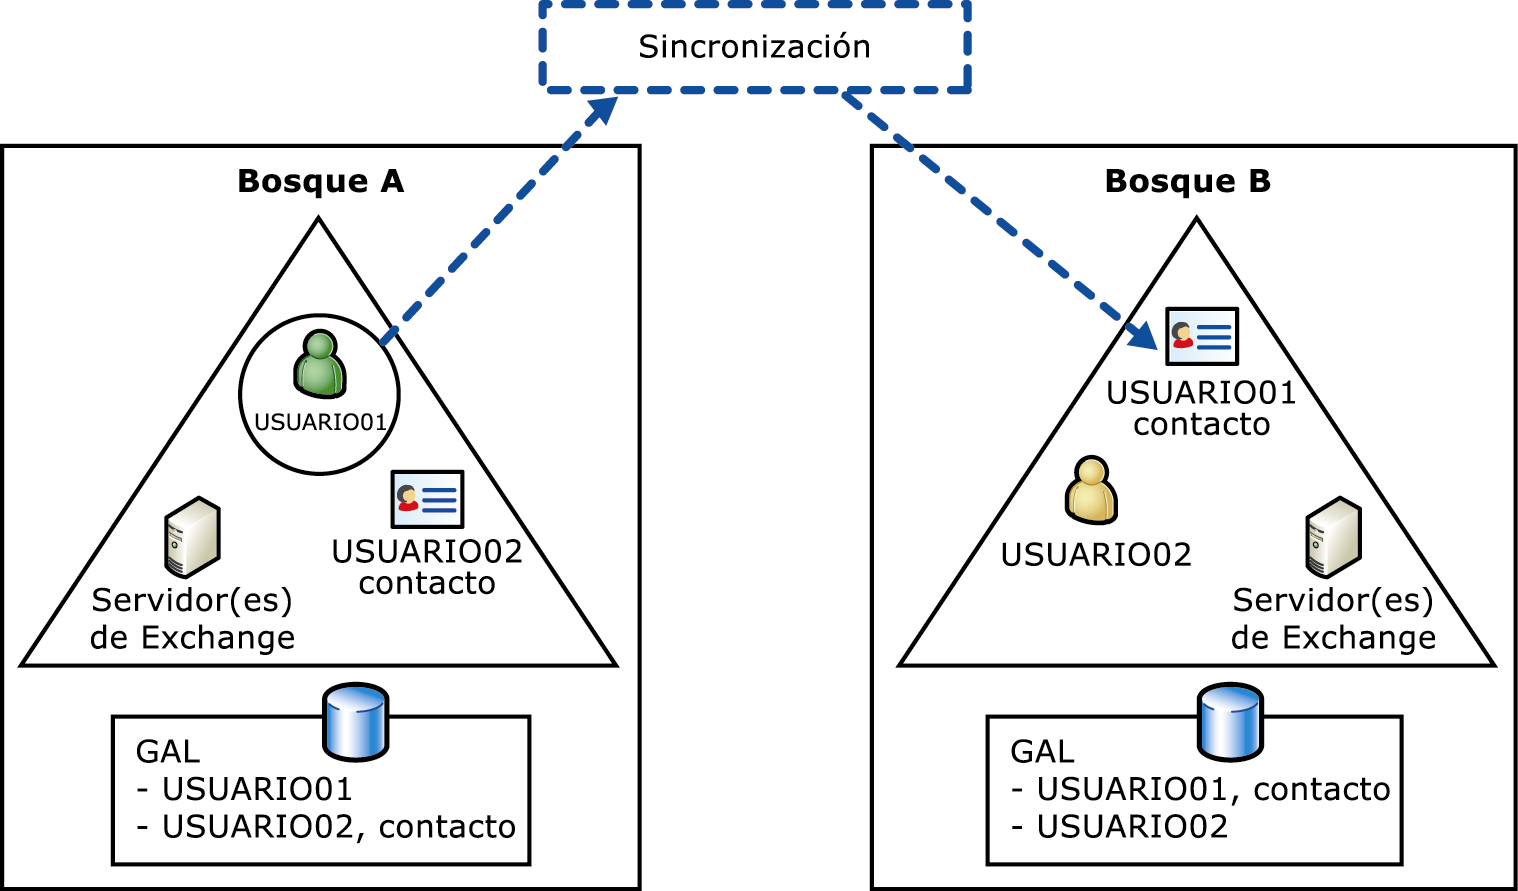 Sincronización
Bosque A
USUARIO01
USUARIO02
contacto
Servidor(es)
de Exchange
GAL
- USUARIO01
- USUARIO02, contacto
Bosque B
USUARIO01
contacto
USUARIO02
Servidor(es)
de Exchange
GAL
- USUARIO01, contacto
- USUARIO02